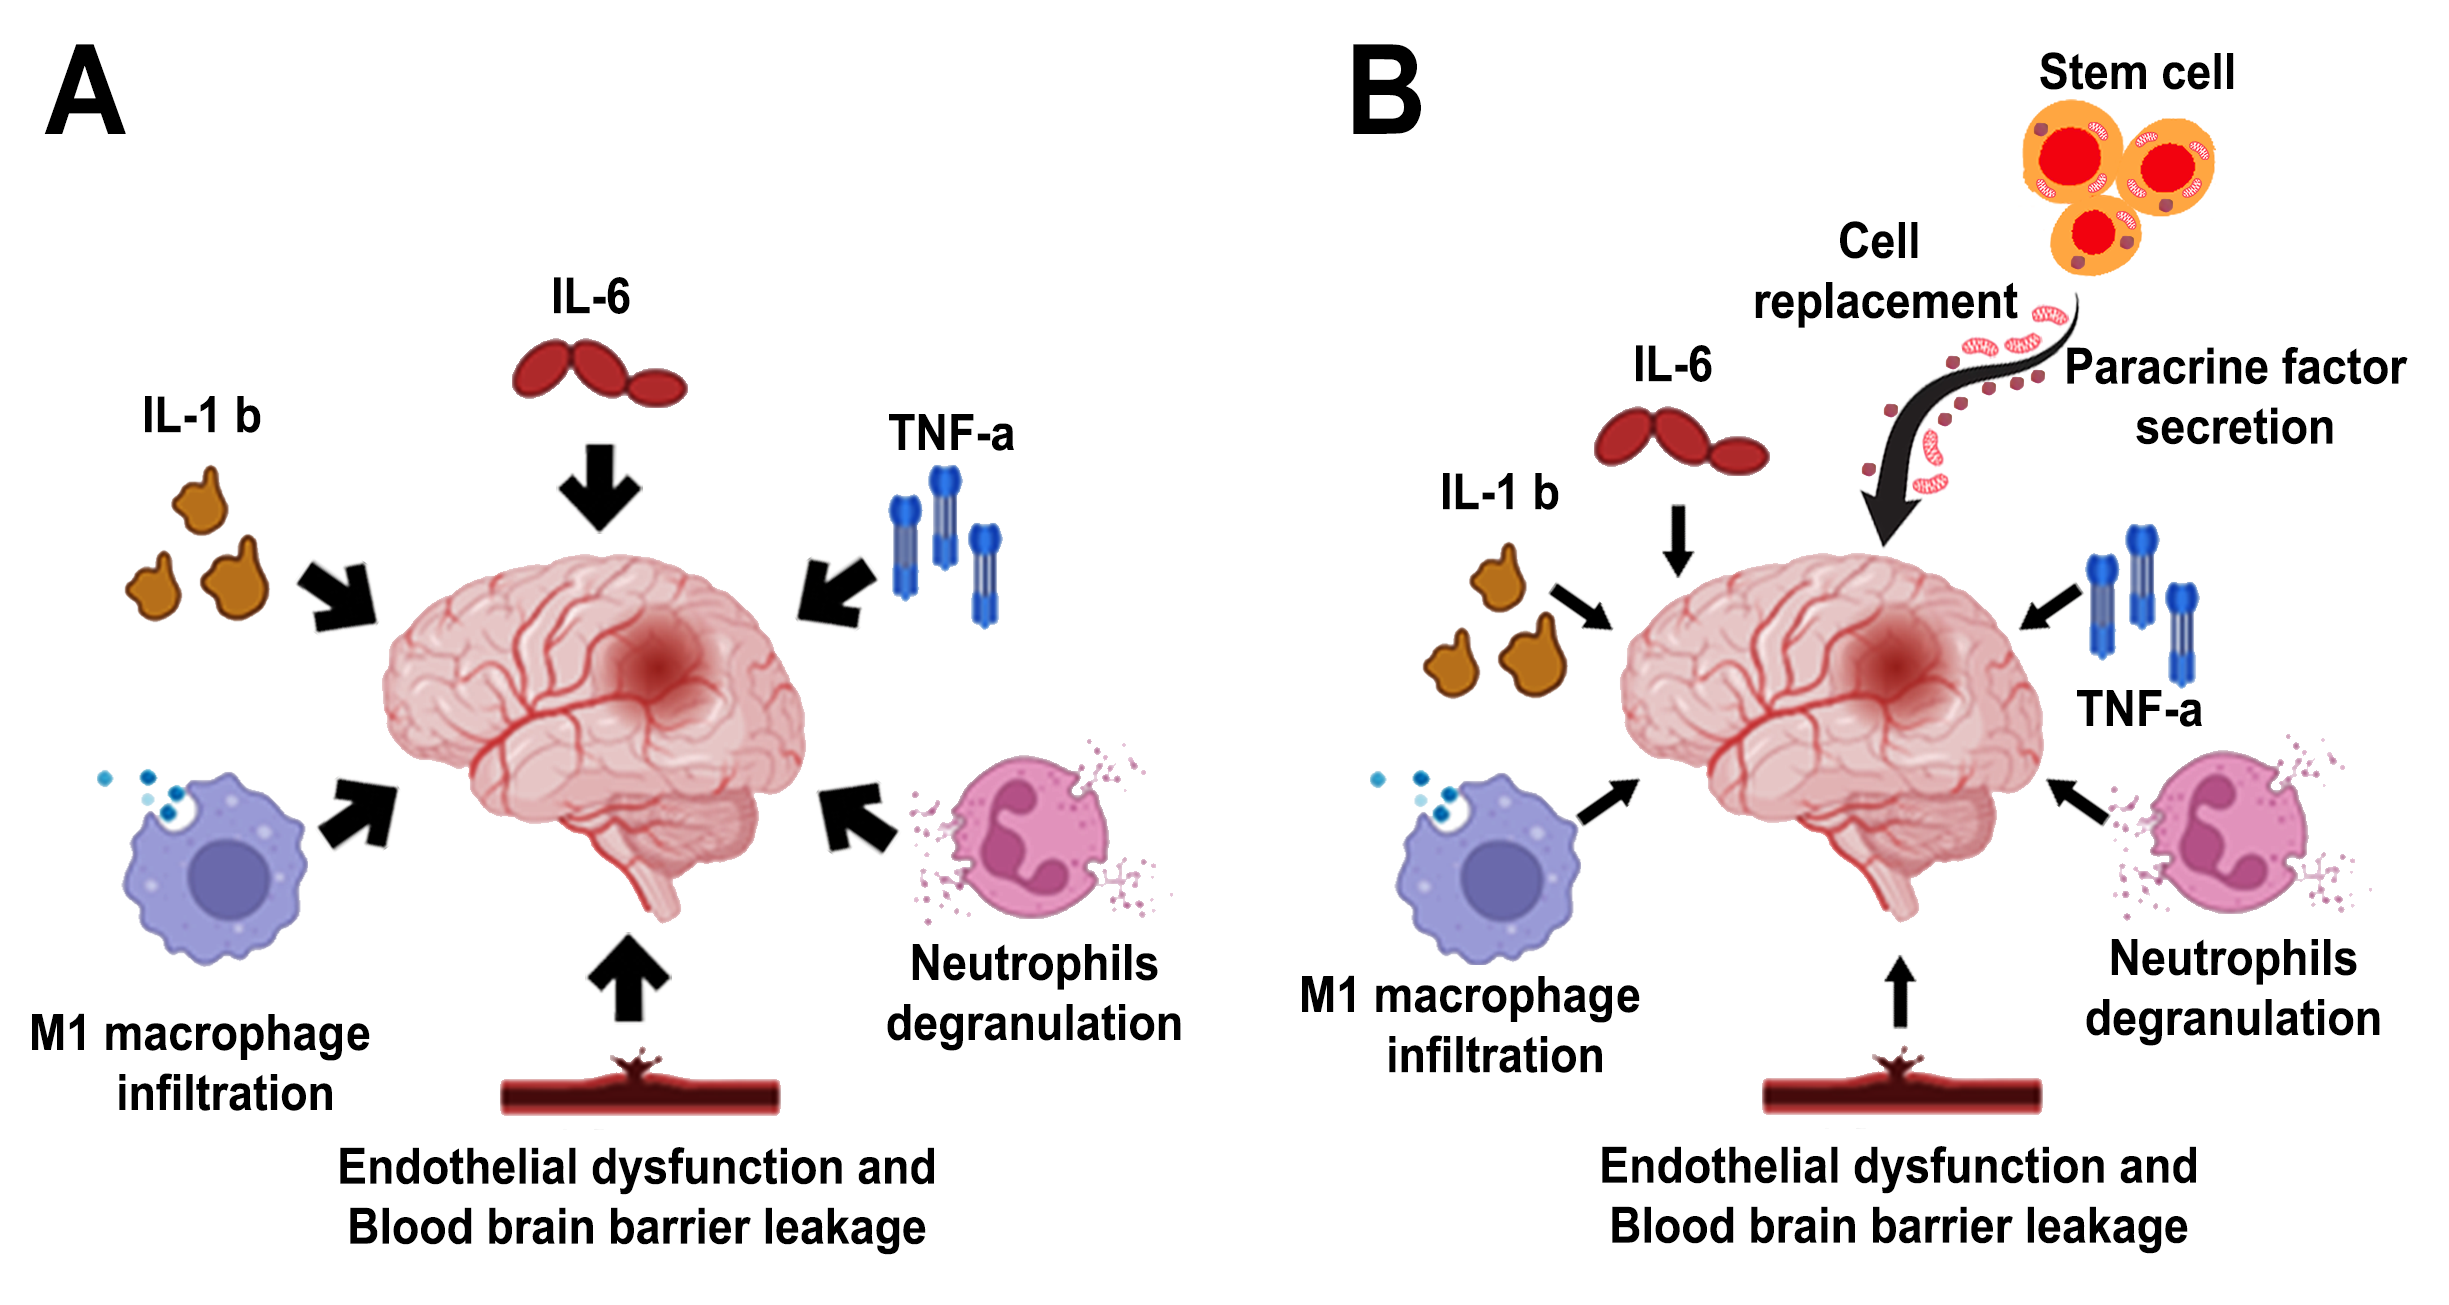 A
IL-6
IL-1 b
TNF-a
M1 macrophage
infiltration
Neutrophils
degranulation
Endothelial dysfunction and
Blood brain barrier leakage
B
Stem cell
Cell
replacement
Paracrine factor
secretion
IL-6
IL-1 b
TNF-a
M1 macrophage
infiltration
Neutrophils
degranulation
Endothelial dysfunction and
Blood brain barrier leakage